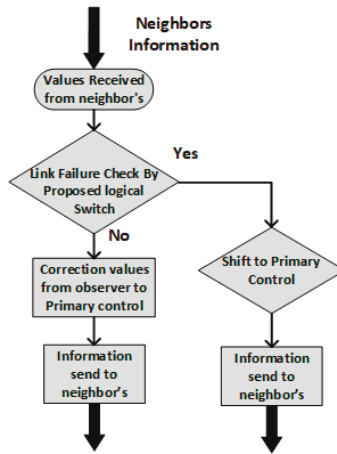 Neighbors
Information
Values Received
from neighbor's
Link Failure Check By
Proposed logical
Switch
Yes
No
Correction values
from observer to
Primary control
Shift to Primary
Control
Information
send to
neighbor's
Information
send to
neighbor's